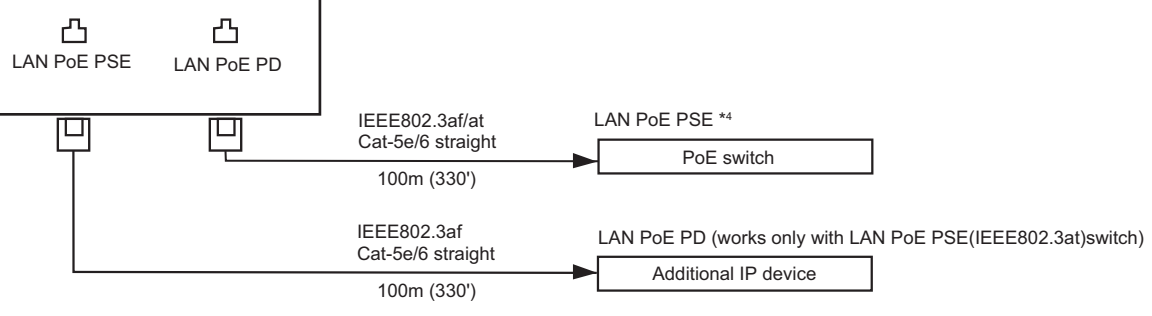 LAN PoE PSE
LAN PoE PD
IEEE802.3af/at
Cat-5e/6 straight
100m (330')
LAN PoE PSE *4
PoE switch
IEEE802.3af
Cat-5e/6 straight
100m (330')
LAN PoE PD (works only with LAN PoE PSE(IEEE802.3at)switch)
Additional IP device